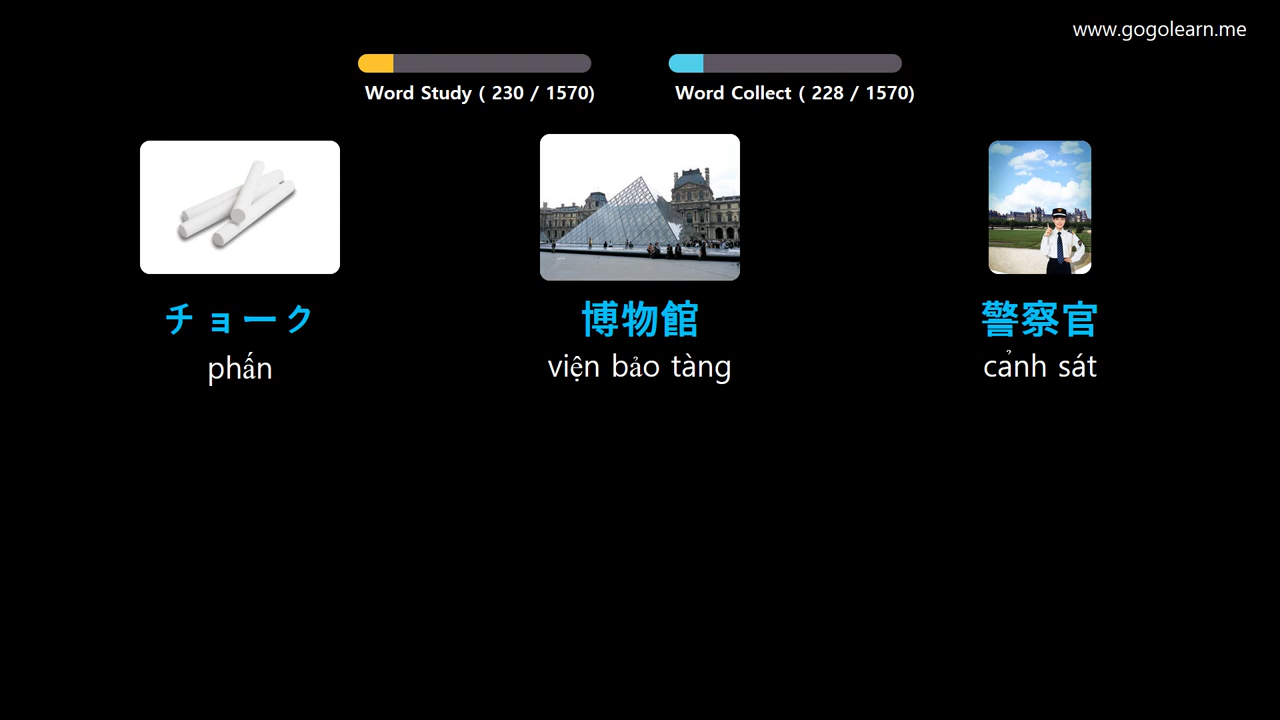 www.gogolearn.me
Word Study ( 230 / 1570)
Word Collect ( 228 / 1570)
チョーク
phấn
博物館
viện bảo tàng
警察官
cảnh sát